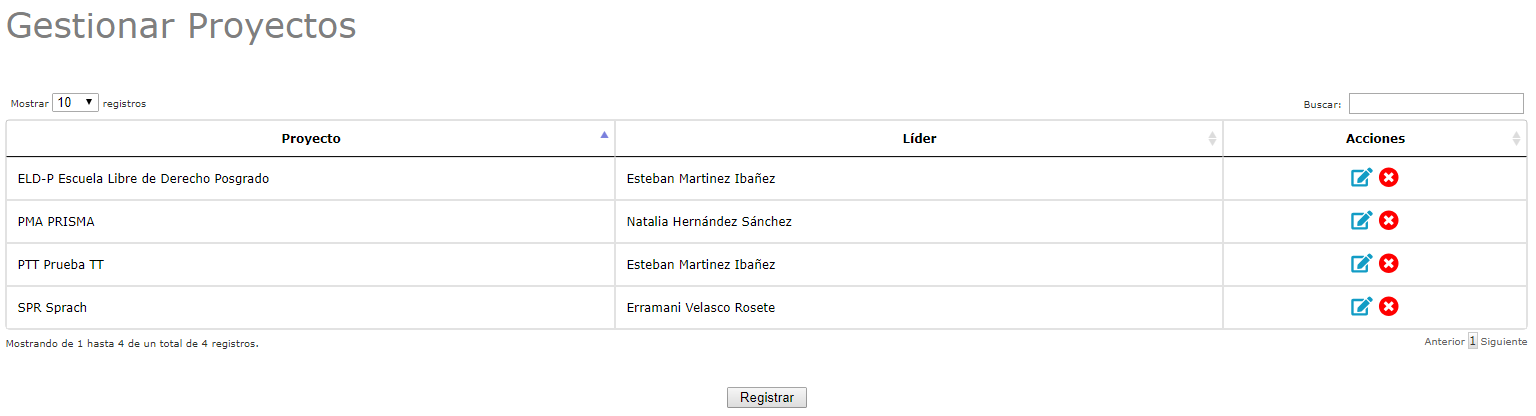 Gestionar Proyectos
Mostrar 10 registros Buscar:
Proyecto Líder Acciones
ELD-P Escuela Libre de Derecho Posgrado Esteban Martinez Ibañez
PMA PRISMA Natalia Hernández Sánchez
PTT Prueba TT Esteban Martinez Ibañez
SPR Sprach Erramani Velasco Rosete
Mostrando de 1 hasta 4 de un total de 4 registros. Anterior 1 Siguiente
Registrar